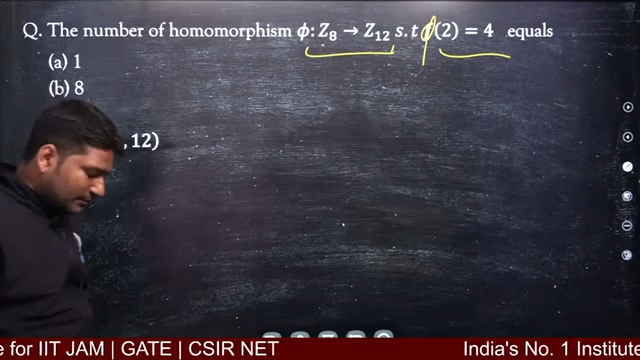 Q. The number of homomorphism ϕ: Z₈ → Z₁₂ s.t ϕ(2) = 4 equals
(a) 1
(b) 8
, 12)
e for IIT JAM | GATE | CSIR NET India's No. 1 Institute